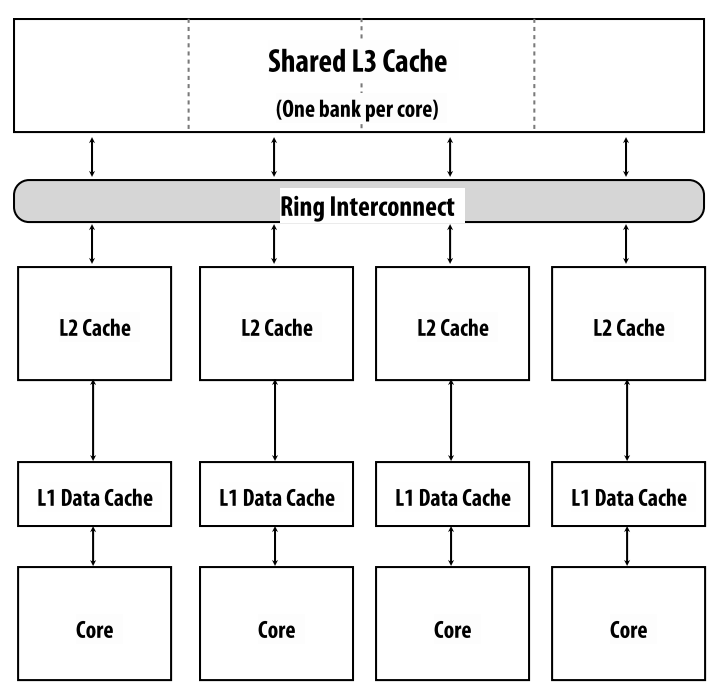 Shared L3 Cache
(One bank per core)
Ring Interconnect
L2 Cache
L2 Cache
L2 Cache
L2 Cache
L1 Data Cache
L1 Data Cache
L1 Data Cache
L1 Data Cache
Core
Core
Core
Core